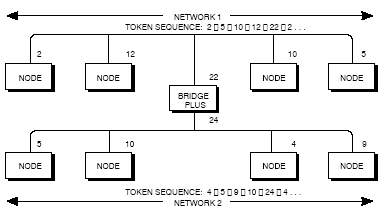 NETWORK 1
TOKEN SEQUENCE: 2 ▯ 5 ▯ 10 ▯ 12 ▯ 22 ▯ 2 . . .
2 12 22 10 5
NODE NODE NODE NODE
BRIDGE
PLUS
24
5 10 4 9
NODE NODE NODE NODE
TOKEN SEQUENCE: 4 ▯ 5 ▯ 9 ▯ 10 ▯ 24 ▯ 4 . . .
NETWORK 2